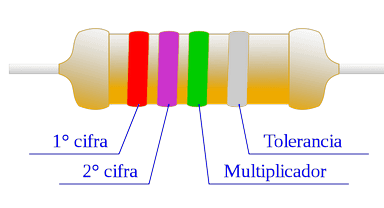 1° cifra
Tolerancia
2° cifra
Multiplicador